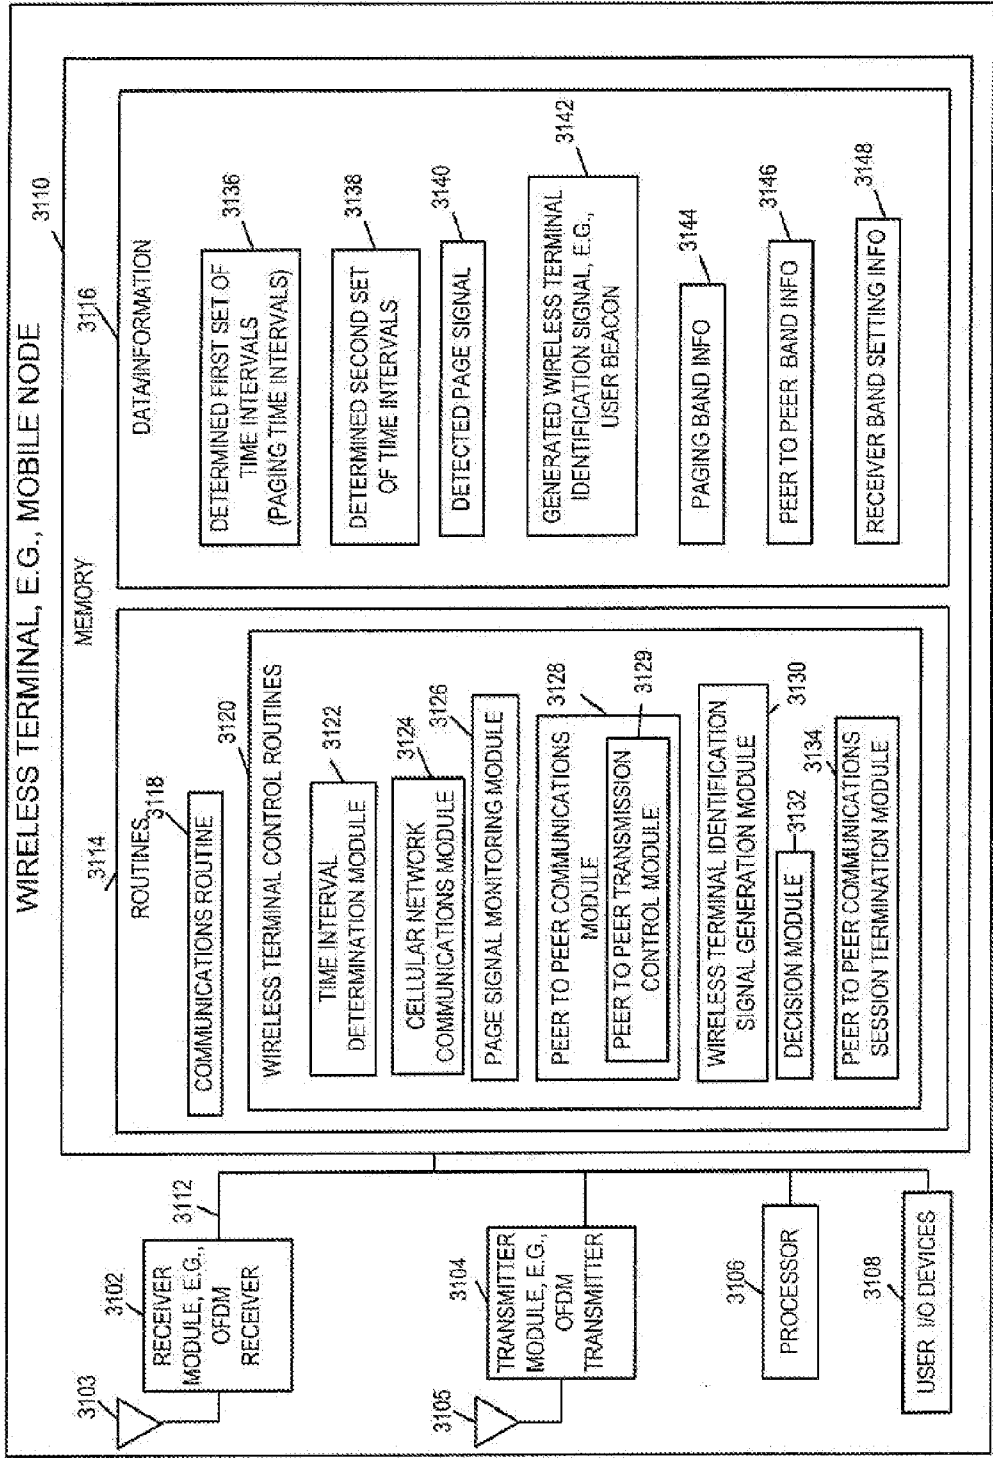 WIRELESS TERMINAL, E.G., MOBILE NODE
3110
MEMORY
3114
ROUTINES
3118
COMMUNICATIONS ROUTINE
3120
WIRELESS TERMINAL CONTROL ROUTINES
3122
TIME INTERVAL
DETERMINATION MODULE
3124
CELLULAR NETWORK
COMMUNICATIONS MODULE
3126
PAGE SIGNAL MONITORING MODULE
3128
PEER TO PEER COMMUNICATIONS
MODULE
3129
PEER TO PEER TRANSMISSION
CONTROL MODULE
3130
WIRELESS TERMINAL IDENTIFICATION
SIGNAL GENERATION MODULE
3132
DECISION MODULE
3134
PEER TO PEER COMMUNICATIONS
SESSION TERMINATION MODULE
3116
DATA/INFORMATION
3136
DETERMINED FIRST SET OF
TIME INTERVALS
(PAGING TIME INTERVALS)
3138
DETERMINED SECOND SET
OF TIME INTERVALS
3140
DETECTED PAGE SIGNAL
3142
GENERATED WIRELESS TERMINAL
IDENTIFICATION SIGNAL, E.G.,
USER BEACON
3144
PAGING BAND INFO
3146
PEER TO PEER BAND INFO
3148
RECEIVER BAND SETTING INFO
3103
3102
RECEIVER
MODULE, E.G.,
OFDM
RECEIVER
3112
3105
3104
TRANSMITTER
MODULE, E.G.,
OFDM
TRANSMITTER
3106
PROCESSOR
3108
USER I/O DEVICES